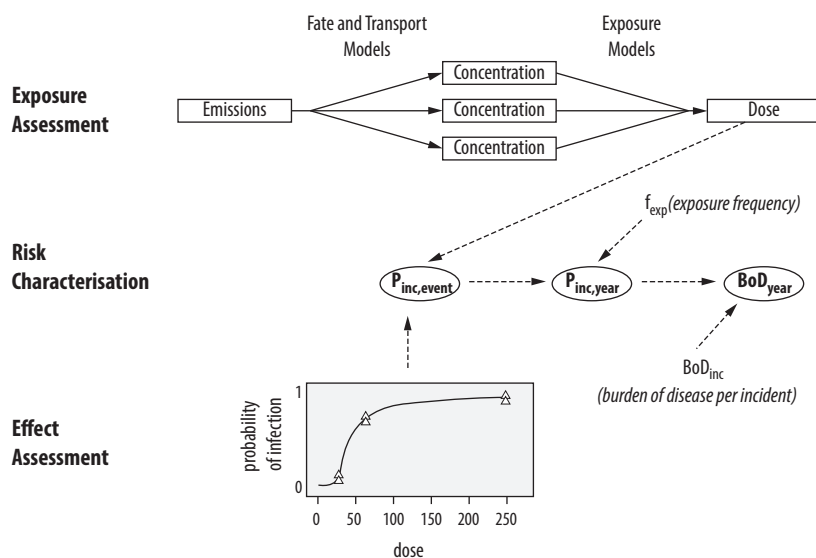 Fate and Transport
Models
Exposure
Models
Exposure
Assessment
Emissions
Concentration
Concentration
Concentration
Dose
f_exp (exposure frequency)
Risk
Characterisation
P_inc,event
P_inc,year
BoD_year
BoD_inc
(burden of disease per incident)
Effect
Assessment
probability
of infection
1
0
0 50 100 150 200 250
dose